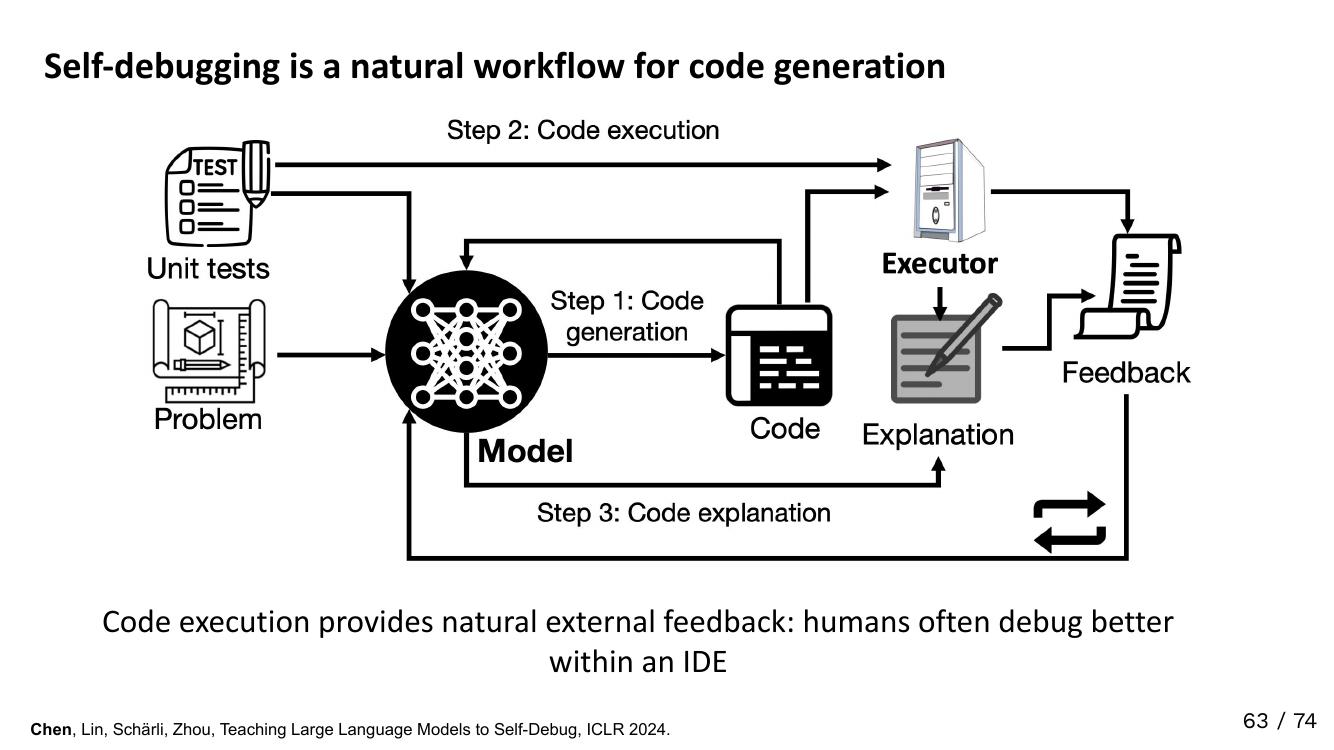 Self-debugging is a natural workflow for code generation
Step 2: Code execution
TEST
Unit tests
Executor
Step 1: Code
generation
Problem
Model
Code
Explanation
Feedback
Step 3: Code explanation
Code execution provides natural external feedback: humans often debug better
within an IDE
Chen, Lin, Schärli, Zhou, Teaching Large Language Models to Self-Debug, ICLR 2024.
63 / 74